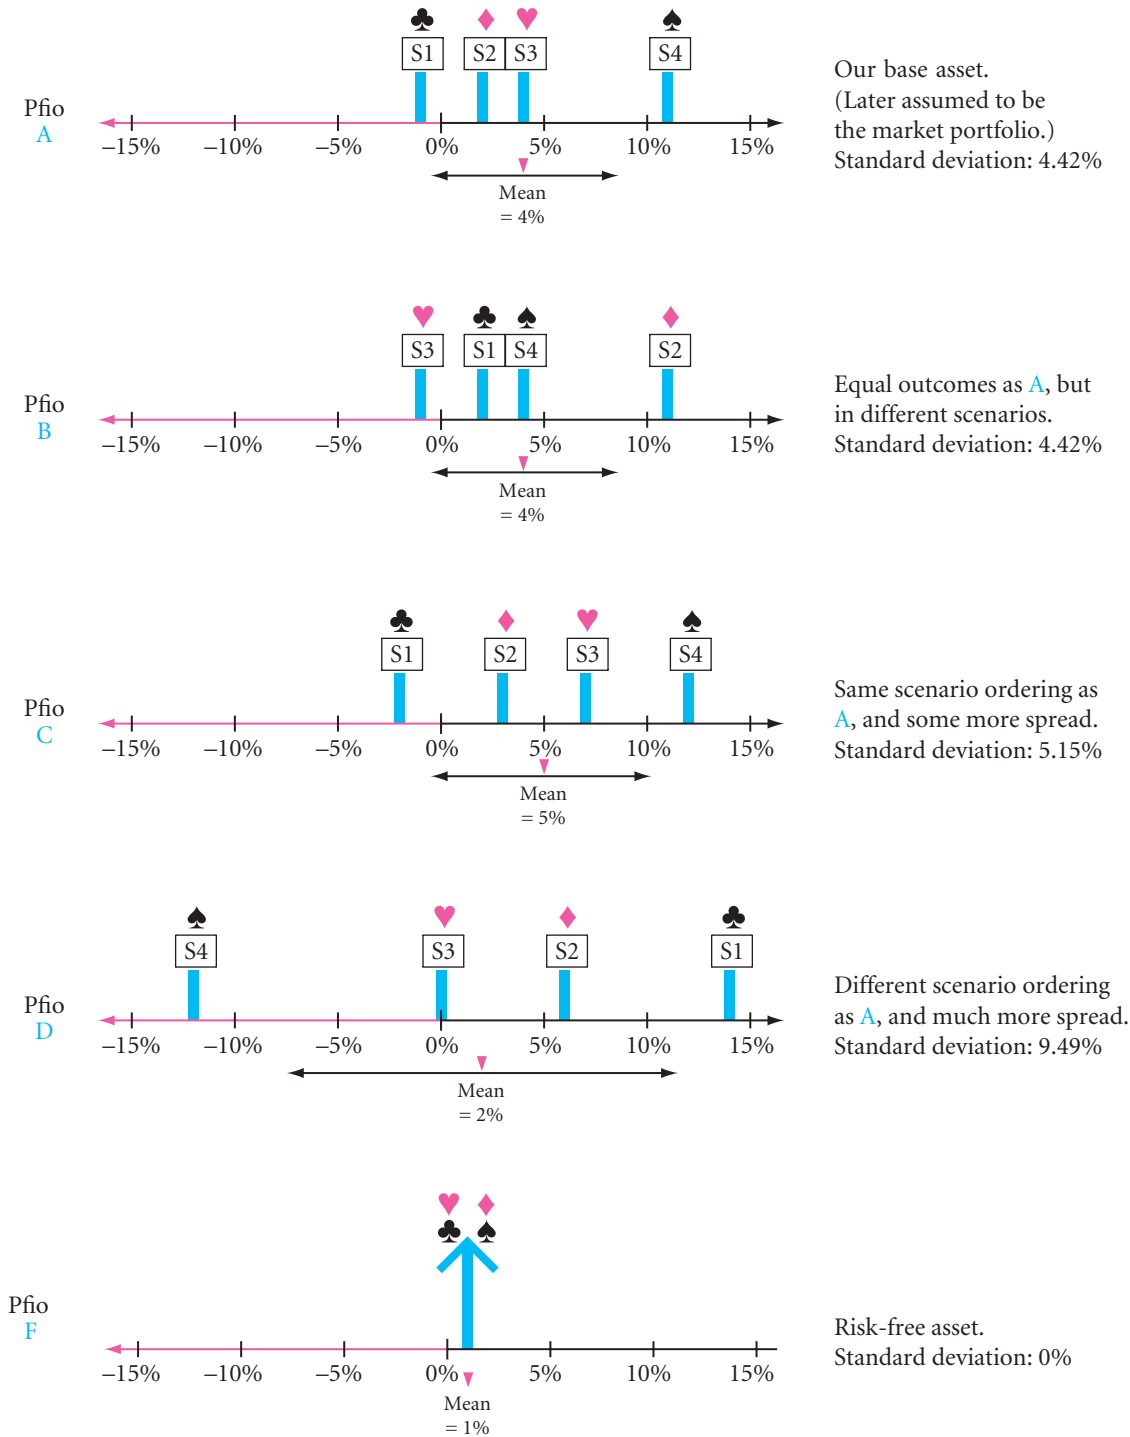 S1 S2 S3 S4
Pfio
A
−15% −10% −5% 0% 5% 10% 15%
Mean
= 4%
Our base asset.
(Later assumed to be
the market portfolio.)
Standard deviation: 4.42%
S3 S1 S4 S2
Pfio
B
−15% −10% −5% 0% 5% 10% 15%
Mean
= 4%
Equal outcomes as A, but
in different scenarios.
Standard deviation: 4.42%
S1 S2 S3 S4
Pfio
C
−15% −10% −5% 0% 5% 10% 15%
Mean
= 5%
Same scenario ordering as
A, and some more spread.
Standard deviation: 5.15%
S4 S3 S2 S1
Pfio
D
−15% −10% −5% 0% 5% 10% 15%
Mean
= 2%
Different scenario ordering
as A, and much more spread.
Standard deviation: 9.49%
Pfio
F
−15% −10% −5% 0% 5% 10% 15%
Mean
= 1%
Risk-free asset.
Standard deviation: 0%